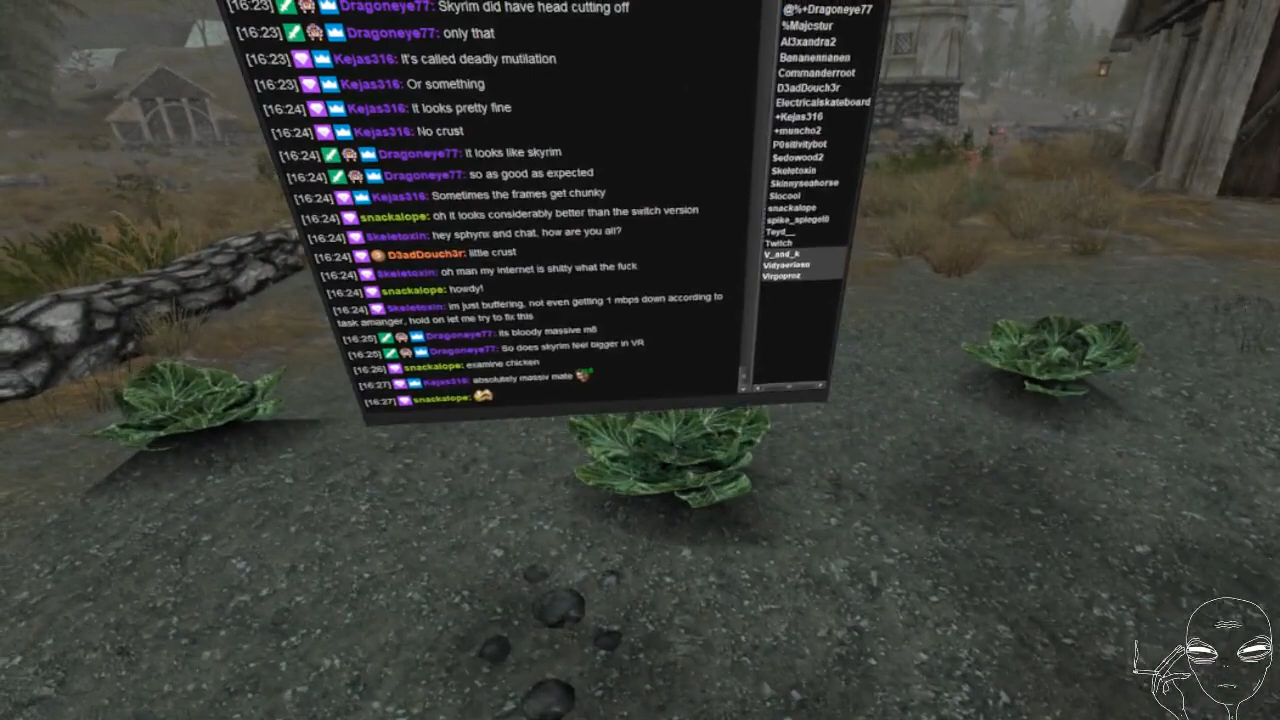 [16:23] Dragoneye77: Skyrim did have head cutting off
[16:23] Dragoneye77: only that
[16:23] Kejas316: It's called deadly mutilation
[16:23] Kejas316: Or something
[16:24] Kejas316: It looks pretty fine
[16:24] Kejas316: No crust
[16:24] Dragoneye77: it looks like skyrim
[16:24] Dragoneye77: so as good as expected
[16:24] Kejas316: Sometimes the frames get chunky
[16:24] snackalope: oh it looks considerably better than the switch version
[16:24] Skeletoxin: hey sphynx and chat, how are you all?
[16:24] D3adDouch3r: little crust
[16:24] Skeletoxin: oh man my internet is shitty what the fuck
[16:24] snackalope: howdy!
[16:24] Skeletoxin: im just buffering, not even getting 1 mbps down according to
task amanger, hold on let me try to fix this
[16:25] Dragoneye77: its bloody massive m8
[16:25] Dragoneye77: So does skyrim feel bigger in VR
[16:26] snackalope: examine chicken
[16:27] Kejas316: absolutely massiv mate
[16:27] snackalope:
@%+Dragoneye77
%Majestur
Al3xandra2
Bananennanen
Commanderroot
D3adDouch3r
Electricalskateboard
+Kejas316
+muncho2
P0sitivitybot
Sedowood2
Skeletoxin
Skinnyseahorse
Slocool
snackalope
spike_spiegel0
Teyd__
Twitch
V_and_k
Virgoproz